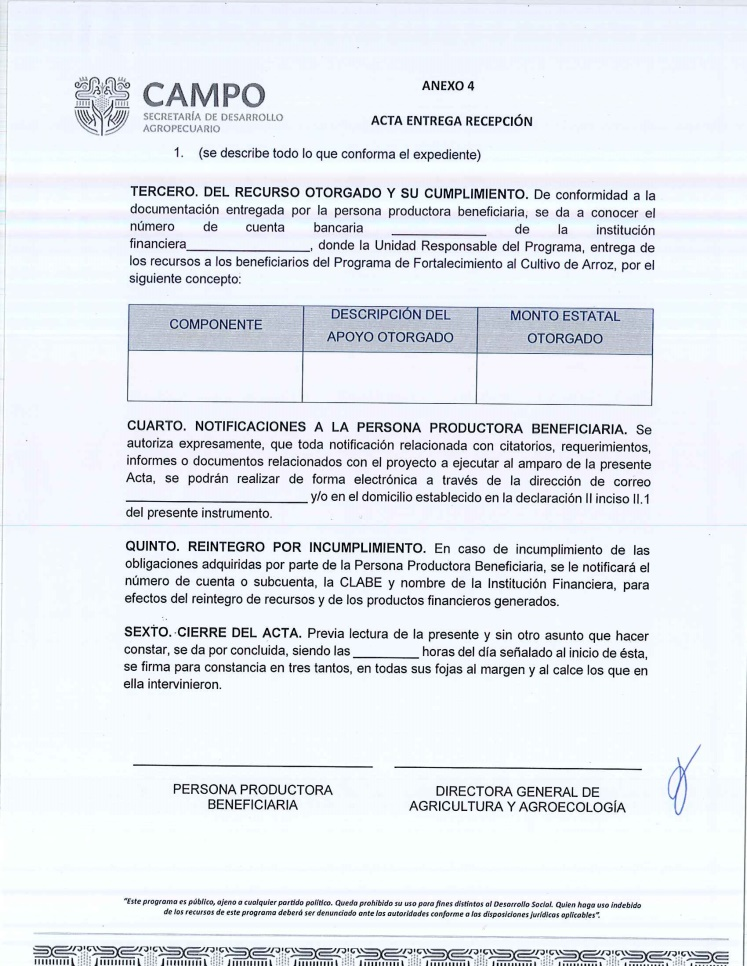 CAMPO
SECRETARÍA DE DESARROLLO
AGROPECUARIO
ANEXO 4
ACTA ENTREGA RECEPCIÓN
1. (se describe todo lo que conforma el expediente)
TERCERO. DEL RECURSO OTORGADO Y SU CUMPLIMIENTO. De conformidad a la
documentación entregada por la persona productora beneficiaria, se da a conocer el
número de cuenta bancaria ______________ de la institución
financiera__________________, donde la Unidad Responsable del Programa, entrega de
los recursos a los beneficiarios del Programa de Fortalecimiento al Cultivo de Arroz, por el
siguiente concepto:
COMPONENTE
DESCRIPCIÓN DEL
APOYO OTORGADO
MONTO ESTATAL
OTORGADO
CUARTO. NOTIFICACIONES A LA PERSONA PRODUCTORA BENEFICIARIA. Se
autoriza expresamente, que toda notificación relacionada con citatorios, requerimientos,
informes o documentos relacionados con el proyecto a ejecutar al amparo de la presente
Acta, se podrán realizar de forma electrónica a través de la dirección de correo
___________________________ y/o en el domicilio establecido en la declaración II inciso II.1
del presente instrumento.
QUINTO. REINTEGRO POR INCUMPLIMIENTO. En caso de incumplimiento de las
obligaciones adquiridas por parte de la Persona Productora Beneficiaria, se le notificará el
número de cuenta o subcuenta, la CLABE y nombre de la Institución Financiera, para
efectos del reintegro de recursos y de los productos financieros generados.
SEXTO. CIERRE DEL ACTA. Previa lectura de la presente y sin otro asunto que hacer
constar, se da por concluida, siendo las __________ horas del día señalado al inicio de ésta,
se firma para constancia en tres tantos, en todas sus fojas al margen y al calce los que en
ella intervinieron.
PERSONA PRODUCTORA
BENEFICIARIA
DIRECTORA GENERAL DE
AGRICULTURA Y AGROECOLOGÍA
"Este programa es público, ajeno a cualquier partido político. Queda prohibido su uso para fines distintos al Desarrollo Social. Quien haga uso indebido
de los recursos de este programa deberá ser denunciado ante las autoridades conforme a las disposiciones jurídicas aplicables".